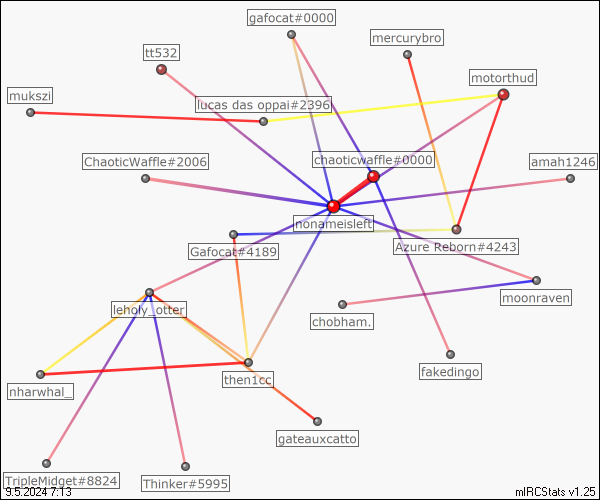 gafocat#0000
mercurybro
tt532
motorthud
mukszi
lucas das oppai#2396
ChaoticWaffle#2006
chaoticwaffle#0000
amah1246
nonameisleft
Gafocat#4189
Azure Reborn#4243
leholy_otter
moonraven
chobham.
then1cc
fakedingo
nharwhal_
gateauxcatto
TripleMidget#8824
Thinker#5995
9.5.2024 7:13
mIRCStats v1.25